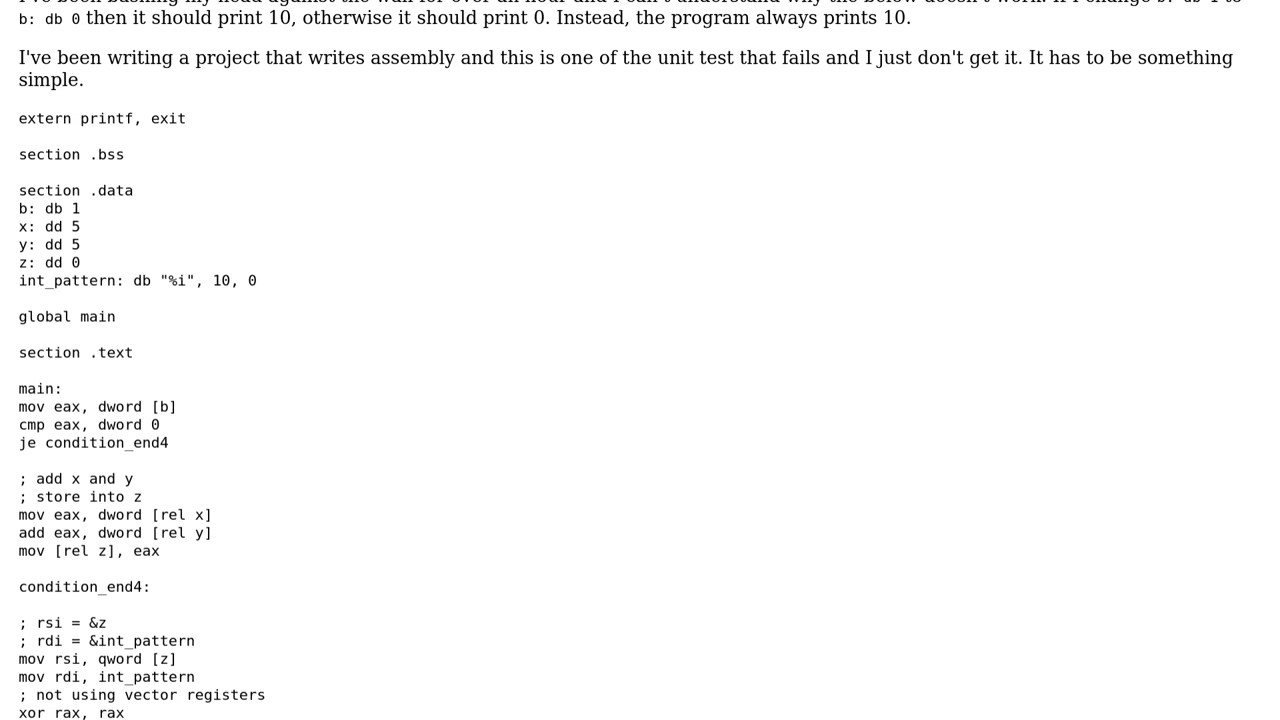 b: db 0 then it should print 10, otherwise it should print 0. Instead, the program always prints 10.
I've been writing a project that writes assembly and this is one of the unit test that fails and I just don't get it. It has to be something
simple.
extern printf, exit
section .bss
section .data
b: db 1
x: dd 5
y: dd 5
z: dd 0
int_pattern: db "%i", 10, 0
global main
section .text
main:
mov eax, dword [b]
cmp eax, dword 0
je condition_end4
; add x and y
; store into z
mov eax, dword [rel x]
add eax, dword [rel y]
mov [rel z], eax
condition_end4:
; rsi = &z
; rdi = &int_pattern
mov rsi, qword [z]
mov rdi, int_pattern
; not using vector registers
xor rax, rax